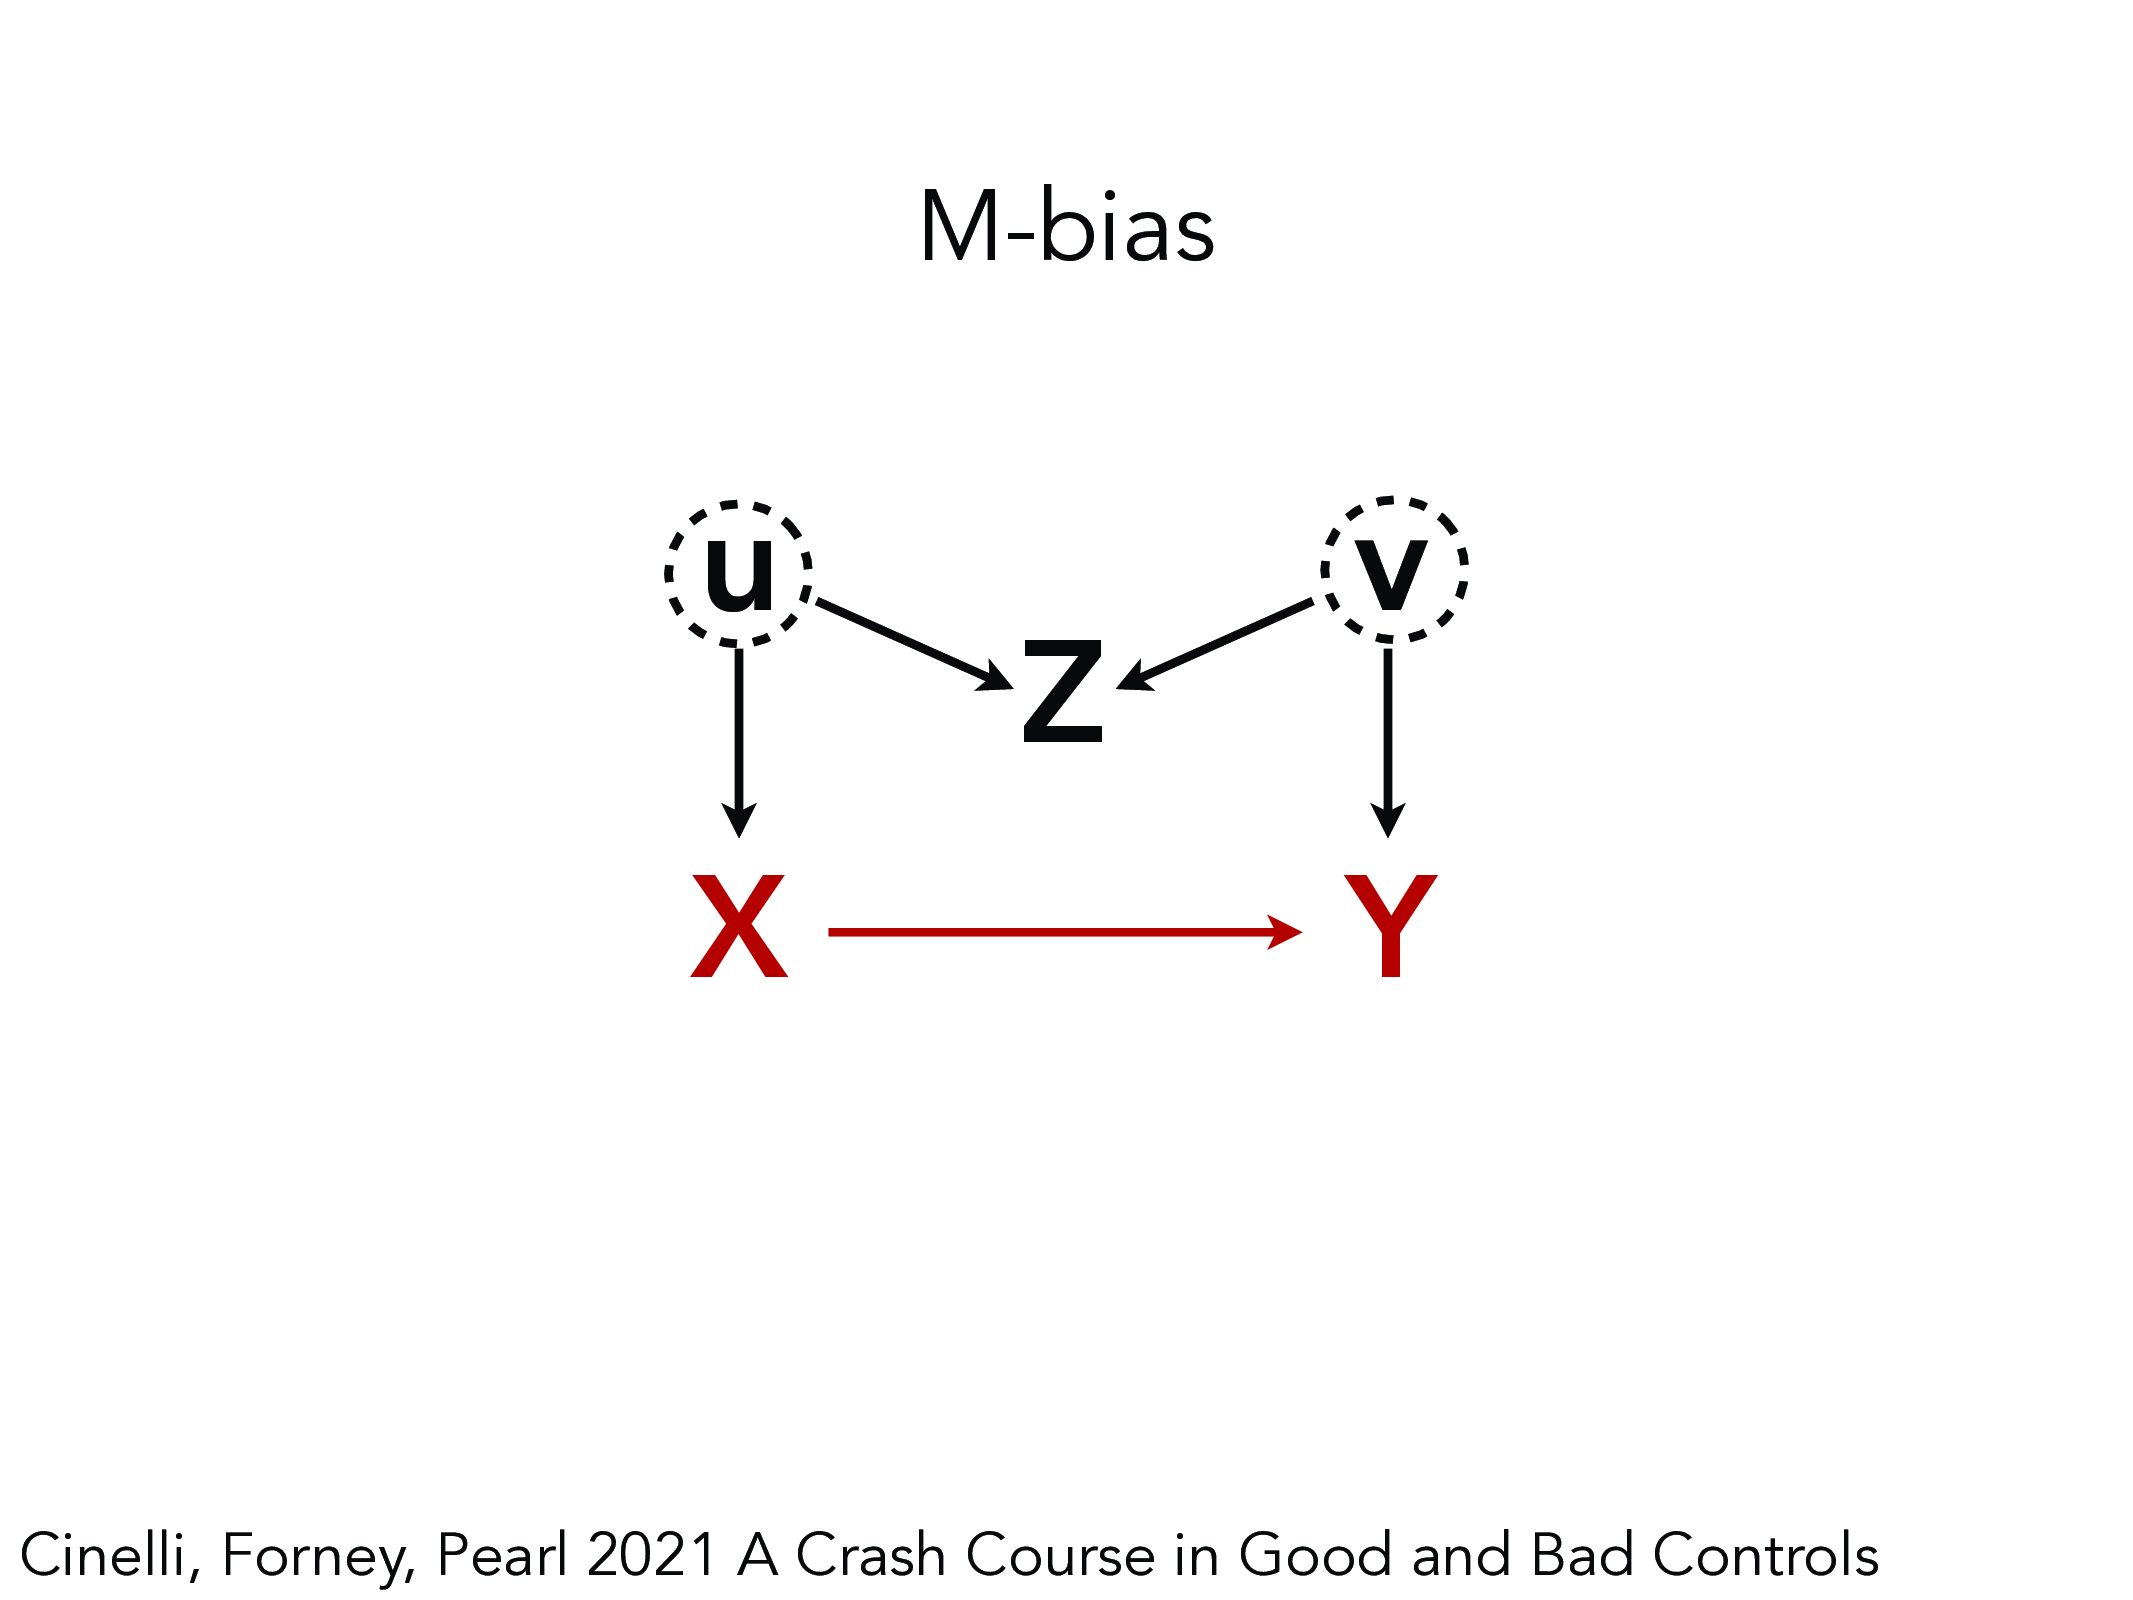 M-bias
u
v
Z
X
Y
Cinelli, Forney, Pearl 2021 A Crash Course in Good and Bad Controls